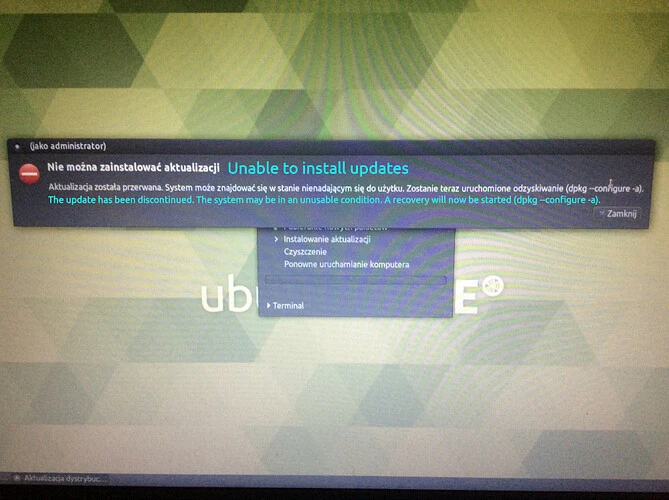 (jako administrator)
Nie można zainstalować aktualizacji Unable to install updates
Aktualizacja została przerwana. System może znajdować się w stanie nienadającym się do użytku. Zostanie teraz uruchomione odzyskiwanie (dpkg --configure -a).
The update has been discontinued. The system may be in an unusable condition. A recovery will now be started (dpkg --configure -a).
Zamknij
Instalowanie aktualizacji
Czyszczenie
Ponowne uruchamianie komputera
ub E
Terminal
Aktualizacja dystrybuc...